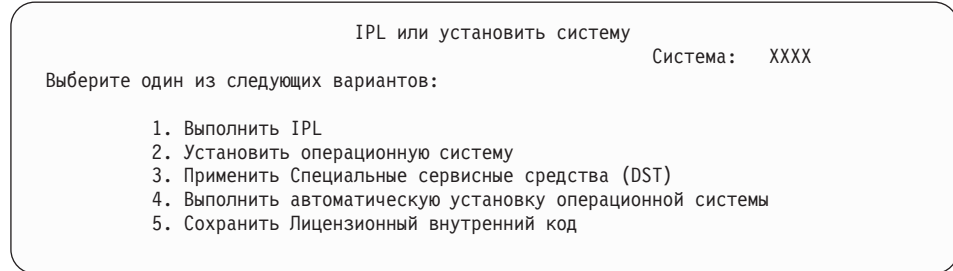 IPL или установить систему
Система: XXXX
Выберите один из следующих вариантов:
1. Выполнить IPL
2. Установить операционную систему
3. Применить Специальные сервисные средства (DST)
4. Выполнить автоматическую установку операционной системы
5. Сохранить Лицензионный внутренний код